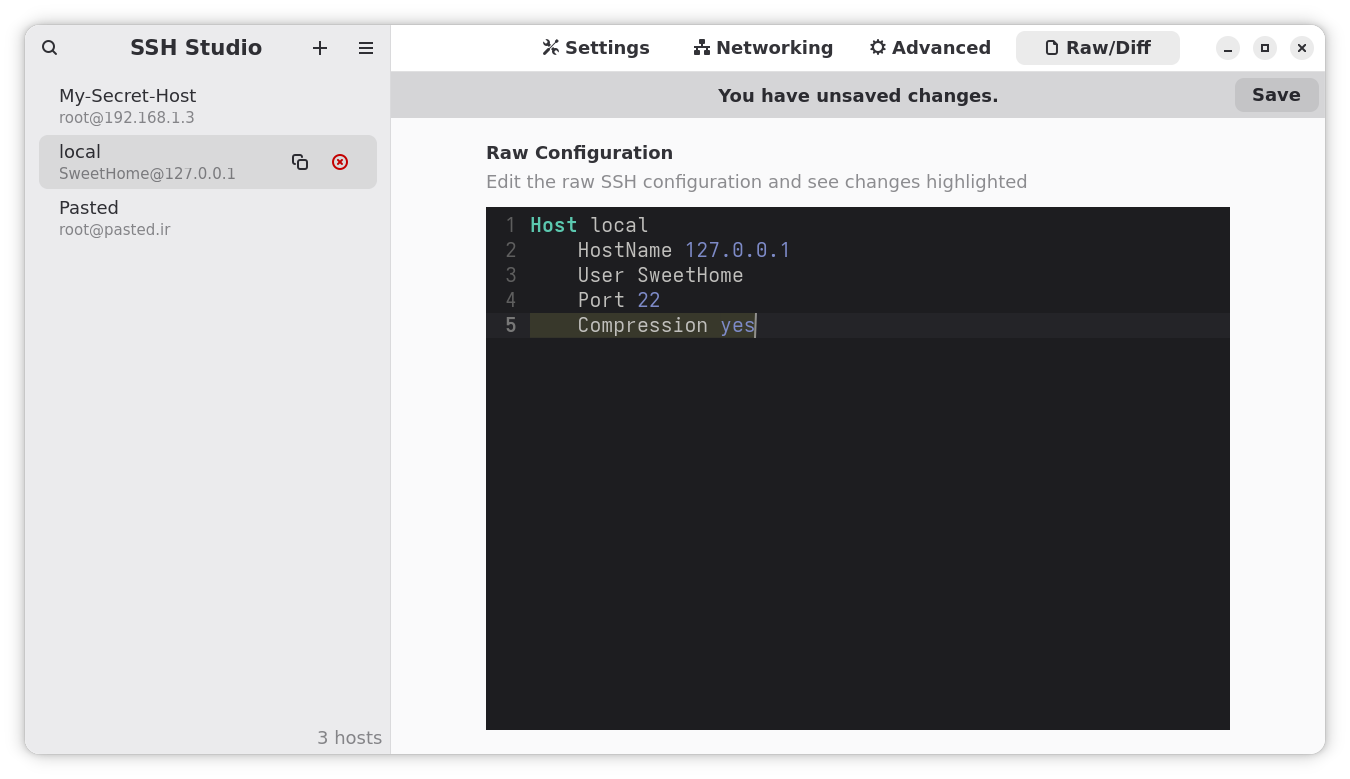 SSH Studio
My-Secret-Host
root@192.168.1.3
local
SweetHome@127.0.0.1
Pasted
root@pasted.ir
3 hosts
Settings Networking Advanced Raw/Diff
You have unsaved changes. Save
Raw Configuration
Edit the raw SSH configuration and see changes highlighted
1 Host local
2     HostName 127.0.0.1
3     User SweetHome
4     Port 22
5     Compression yes